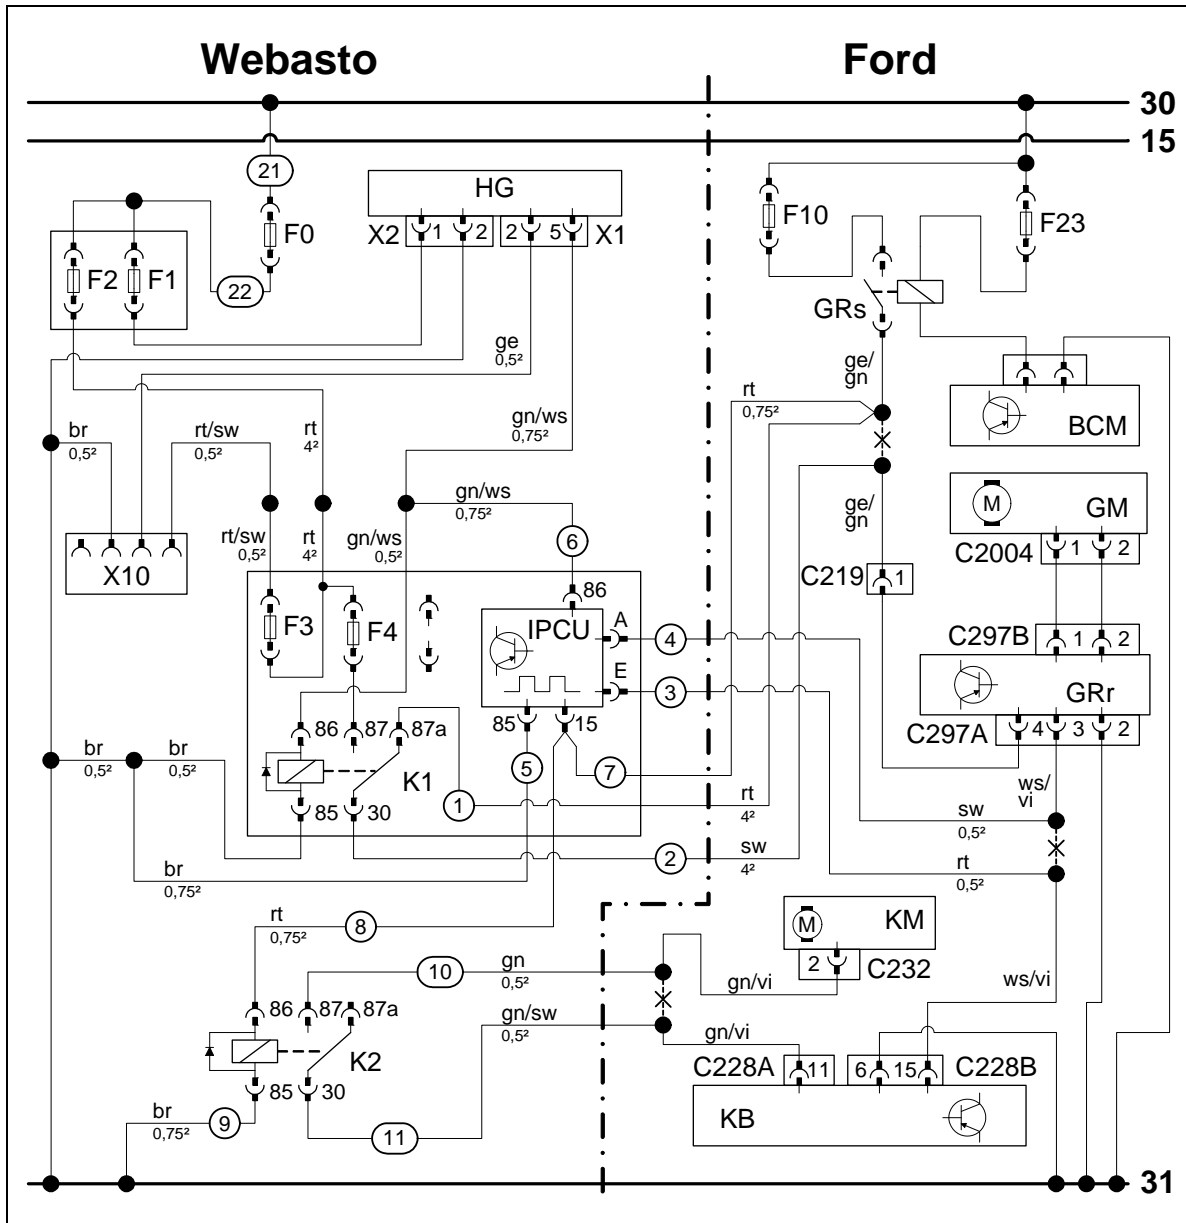 Webasto Ford
30
15
21
HG
F0
F10
F23
X2 1 2 2 5 X1
F2 F1
22
GRs
ge
0,5²
ge/
gn
rt
0,75²
BCM
gn/ws
0,75²
br
0,5²
rt/sw
0,5²
rt
4²
gn/ws
0,75²
ge/
gn
M GM
C2004 1 2
rt/sw
0,5²
rt
4²
gn/ws
0,5²
6
X10
C219 1
86
F3 F4
IPCU A
4
C297B 1 2
E
3
GRr
86 87 87a
85 15
C297A 4 3 2
br
0,5²
br
0,5²
5
7
K1
1
ws/
vi
85 30
rt
4²
sw
0,5²
2
sw
4²
rt
0,5²
br
0,75²
rt
0,75²
8
M KM
2 C232
10
gn
0,5²
gn/vi
ws/vi
86 87 87a
gn/sw
0,5²
gn/vi
K2
C228A 11 6 15 C228B
85 30
br
0,75²
9
11
KB
31